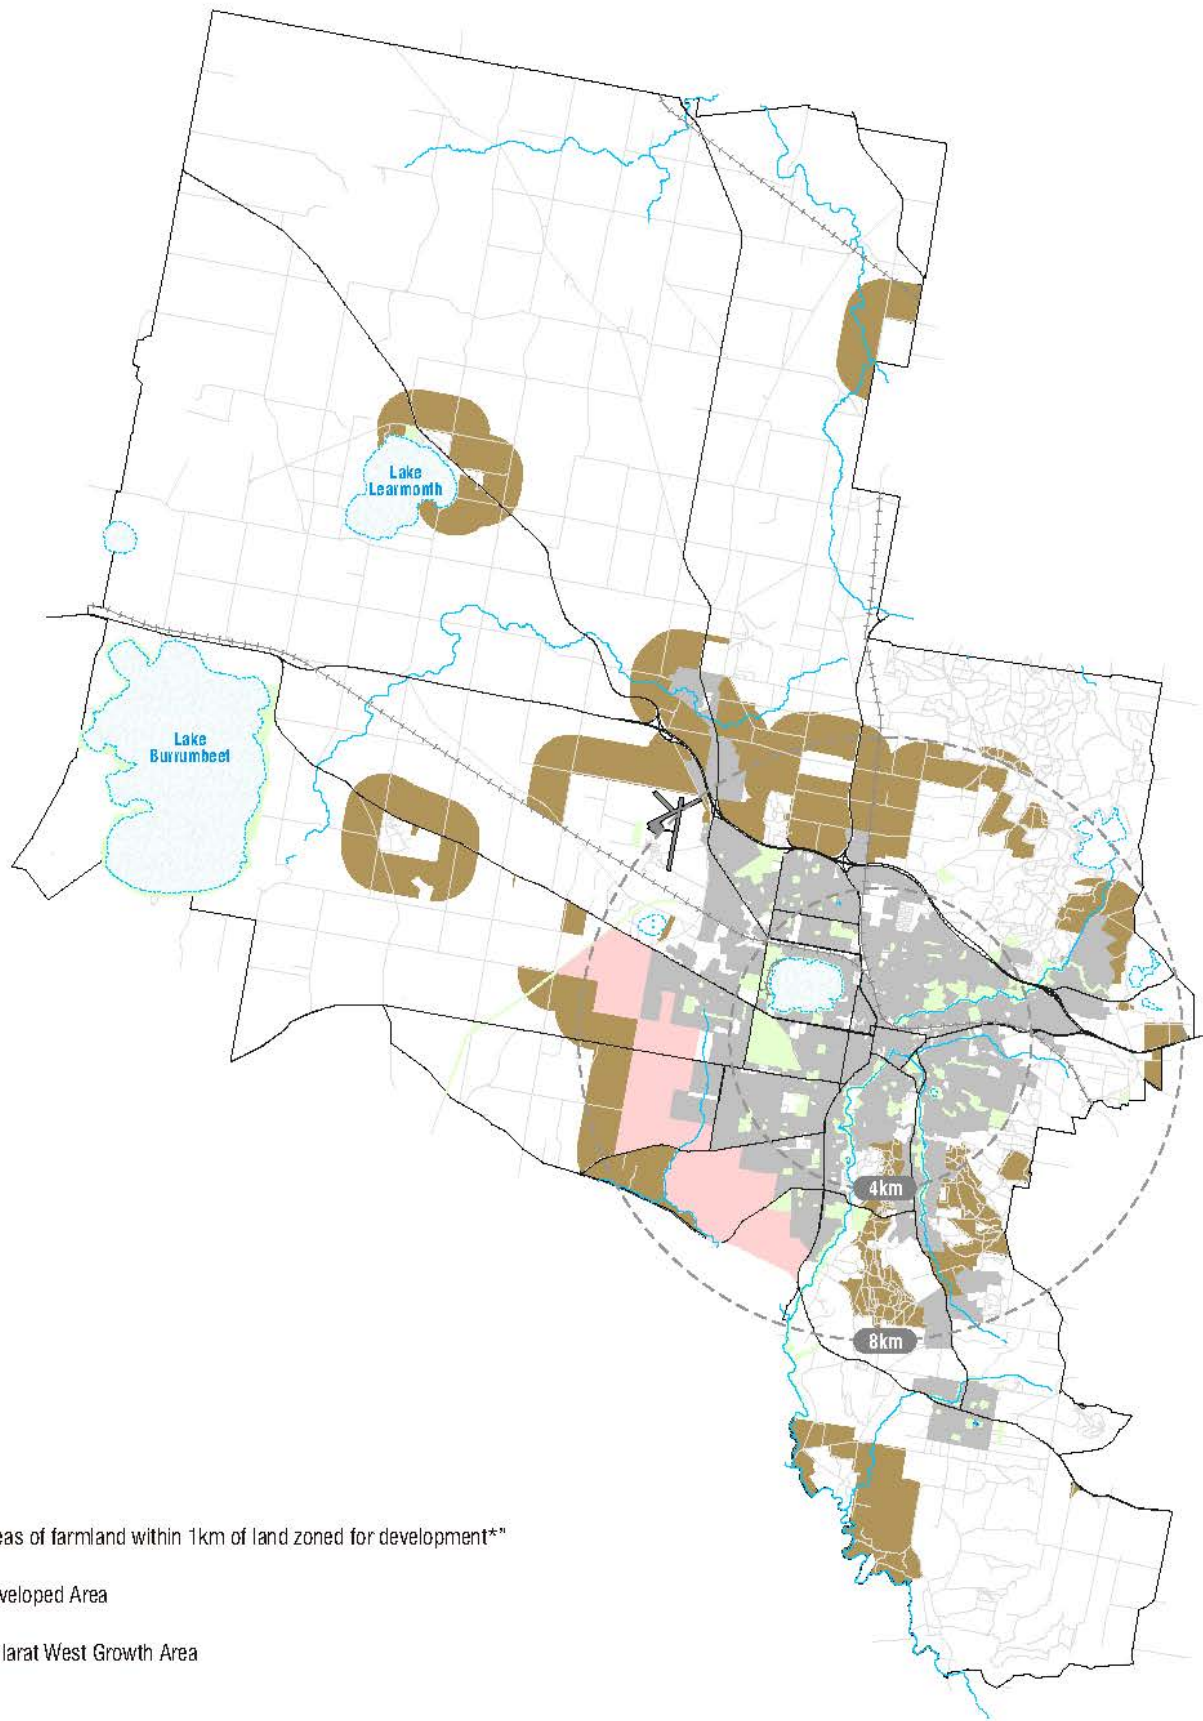 Lake
Learmonth
Lake
Burrumbeet
4km
8km
eas of farmland within 1km of land zoned for development*"
veloped Area
larat West Growth Area